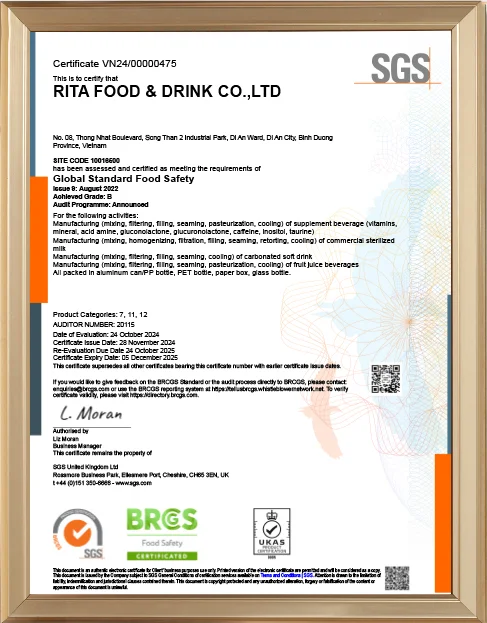 Certificate VN24/00000475
SGS
This is to certify that
RITA FOOD & DRINK CO.,LTD
No. 08, Thong Nhat Boulevard, Song Than 2 Industrial Park, Di An Ward, Di An City, Binh Duong
Province, Vietnam
SITE CODE 10016600
has been assessed and certified as meeting the requirements of
Global Standard Food Safety
Issue 9: August 2022
Achieved Grade: B
Audit Programme: Announced
For the following activities:
Manufacturing (mixing, filtering, filling, seaming, pasteurization, cooling) of supplement beverage (vitamins,
mineral, acid amine, gluconolactone, glucuronolactone, caffeine, inositol, taurine)
Manufacturing (mixing, homogenizing, filtration, filling, seaming, retorting, cooling) of commercial sterilized
milk
Manufacturing (mixing, filtering, filling, seaming, cooling) of carbonated soft drink
Manufacturing (mixing, filtering, filling, seaming, pasteurization, cooling) of fruit juice beverages
All packed in aluminum can/PP bottle, PET bottle, paper box, glass bottle.
Product Categories: 7, 11, 12
AUDITOR NUMBER: 20115
Date of Evaluation: 24 October 2024
Certificate Issue Date: 28 November 2024
Re-Evaluation Due Date 24 October 2025
Certificate Expiry Date: 05 December 2025
This certificate supersedes all other certificates bearing this certificate number with earlier certificate issue dates.
If you would like to give feedback on the BRCGS Standard or the audit process directly to BRCGS, please contact:
enquiries@brcgs.com or use the BRCGS reporting system at https://tellusbrcgs.whistleblowernetwork.net. To verify
certificate validity, please visit https://directory.brcgs.com.
L. Moran
Authorised by
Liz Moran
Business Manager
This certificate remains the property of
SGS United Kingdom Ltd
Rossmore Business Park, Ellesmere Port, Cheshire, CH65 3EN, UK
t +44 (0)151 350-6666 - www.sgs.com
SGS
BRCGS
Food Safety
CERTIFICATED
UKAS
PRODUCT
CERTIFICATION
This document is an authentic electronic certificate for Client' business purposes use only. Printed version of the electronic certificate are permitted and will be considered as a copy.
This document is issued by the Company subject to SGS General Conditions of certification services available on Terms and Conditions | SGS. Attention is drawn to the limitation of
liability, indemnification and jurisdictional clauses contained therein. This document is copyright protected and any unauthorized alteration, forgery or falsification of the content or
appearance of this document is unlawful.